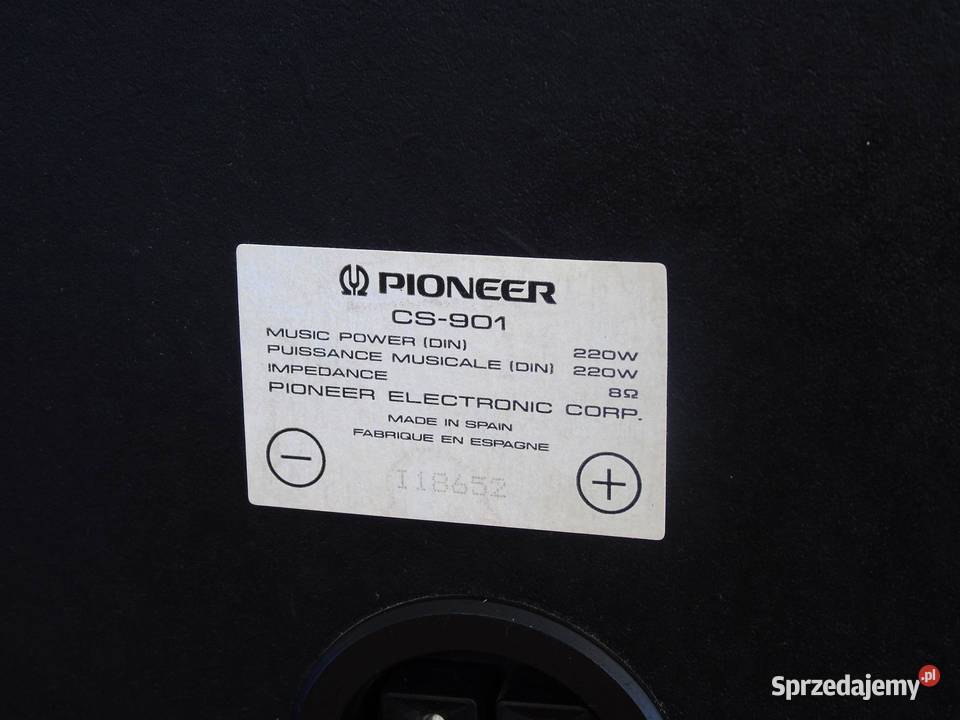 PIONEER
CS-901
MUSIC POWER (DIN) 220W
PUISSANCE MUSICALE (DIN) 220W
IMPEDANCE 8Ω
PIONEER ELECTRONIC CORP.
MADE IN SPAIN
FABRIQUE EN ESPAGNE
− I18652 +
Sprzedajemy.pl